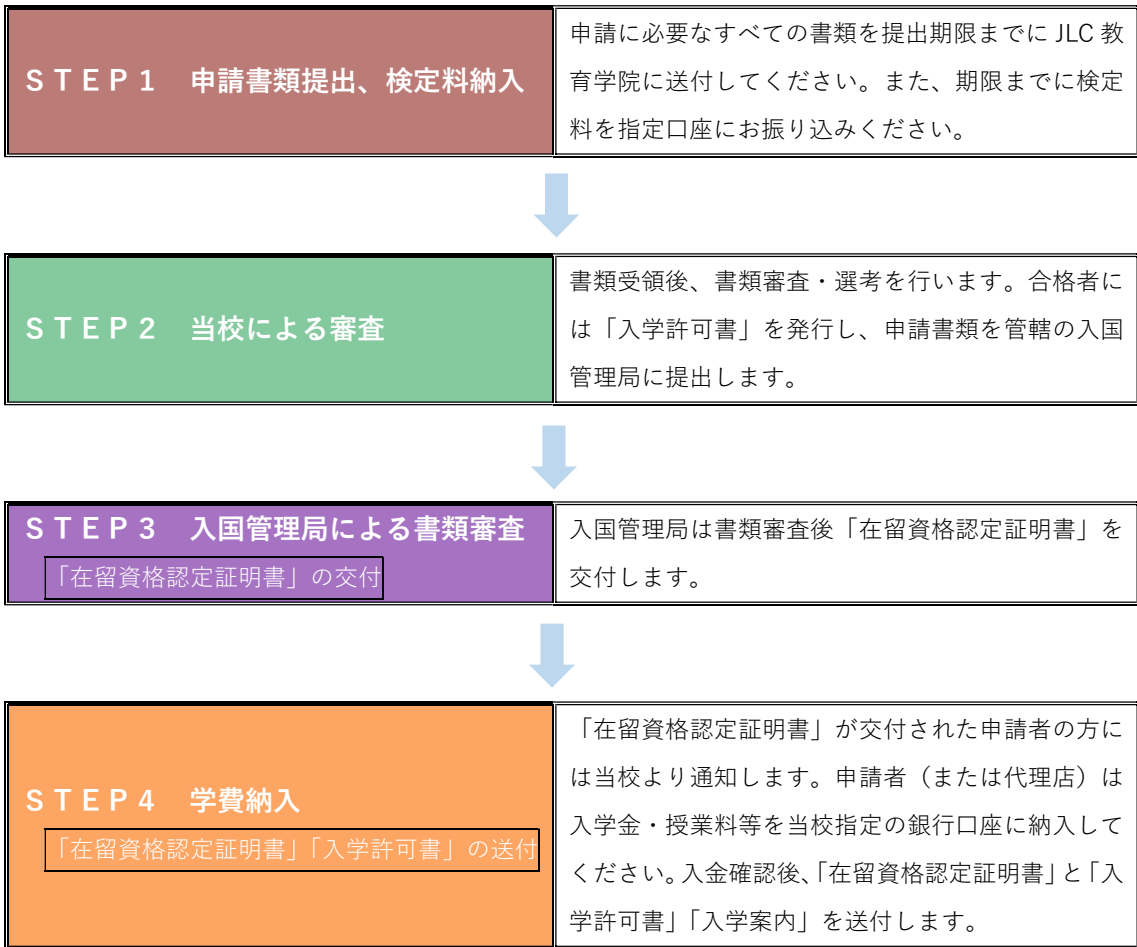 STEP1 申請書類提出、検定料納入
申請に必要なすべての書類を提出期限までに JLC 教
育学院に送付してください。また、期限までに検定
料を指定口座にお振り込みください。
STEP2 当校による審査
書類受領後、書類審査・選考を行います。合格者に
は「入学許可書」を発行し、申請書類を管轄の入国
管理局に提出します。
STEP3 入国管理局による書類審査
「在留資格認定証明書」の交付
入国管理局は書類審査後「在留資格認定証明書」を
交付します。
STEP4 学費納入
「在留資格認定証明書」「入学許可書」の送付
「在留資格認定証明書」が交付された申請者の方に
は当校より通知します。申請者（または代理店）は
入学金・授業料等を当校指定の銀行口座に納入して
ください。入金確認後、「在留資格認定証明書」と「入
学許可書」「入学案内」を送付します。